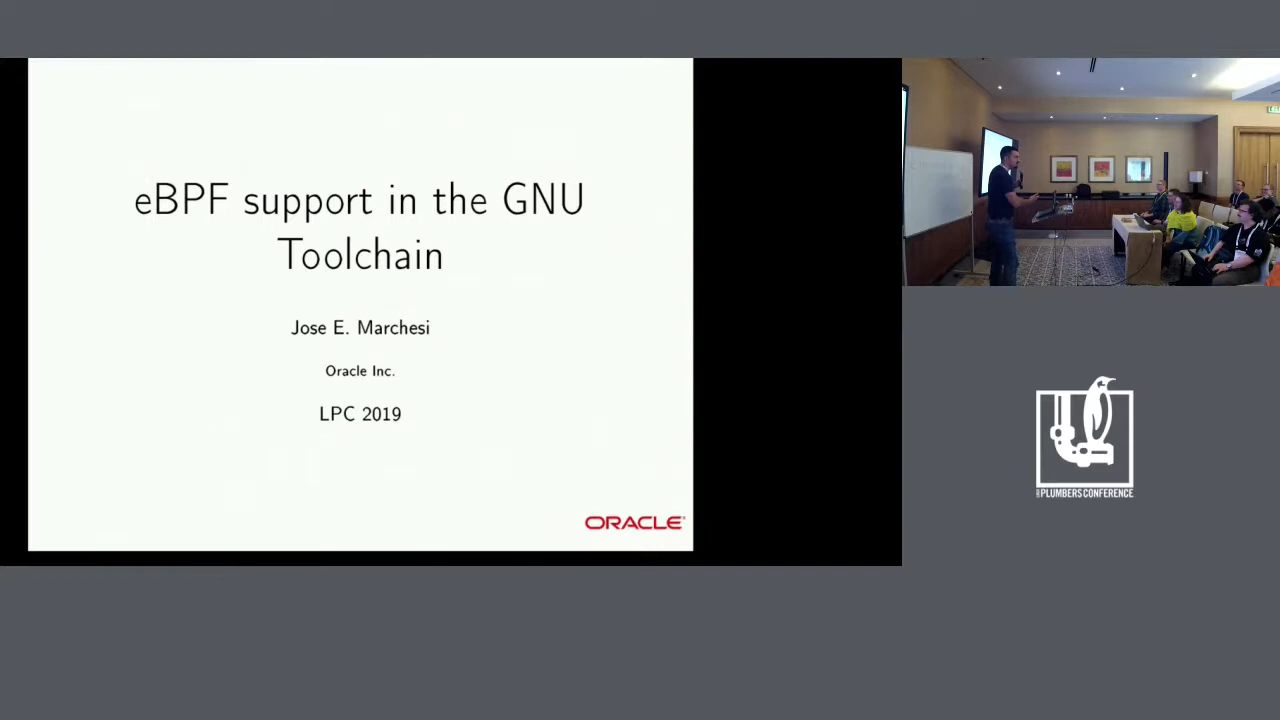 eBPF support in the GNU
Toolchain
Jose E. Marchesi
Oracle Inc.
LPC 2019
ORACLE
PLUMBERS CONFERENCE